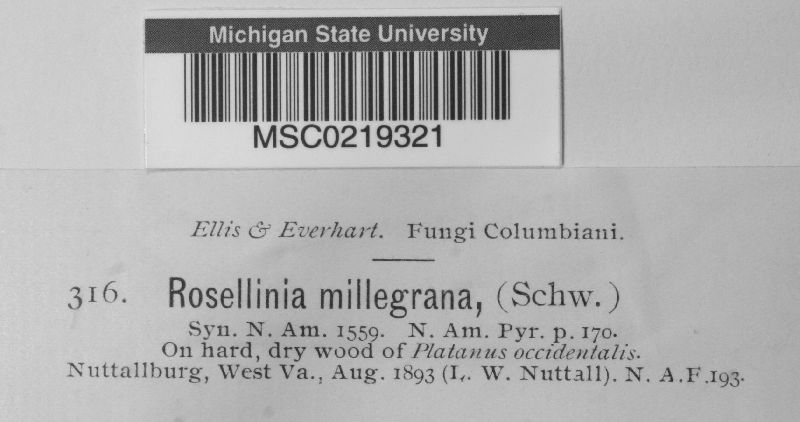 Michigan State University
MSC0219321
Ellis & Everhart. Fungi Columbiani.
316. Rosellinia millegrana, (Schw.)
Syn. N. Am. 1559. N. Am. Pyr. p. 170.
On hard, dry wood of Platanus occidentalis.
Nuttallburg, West Va., Aug. 1893 (L. W. Nuttall). N. A.F.193.